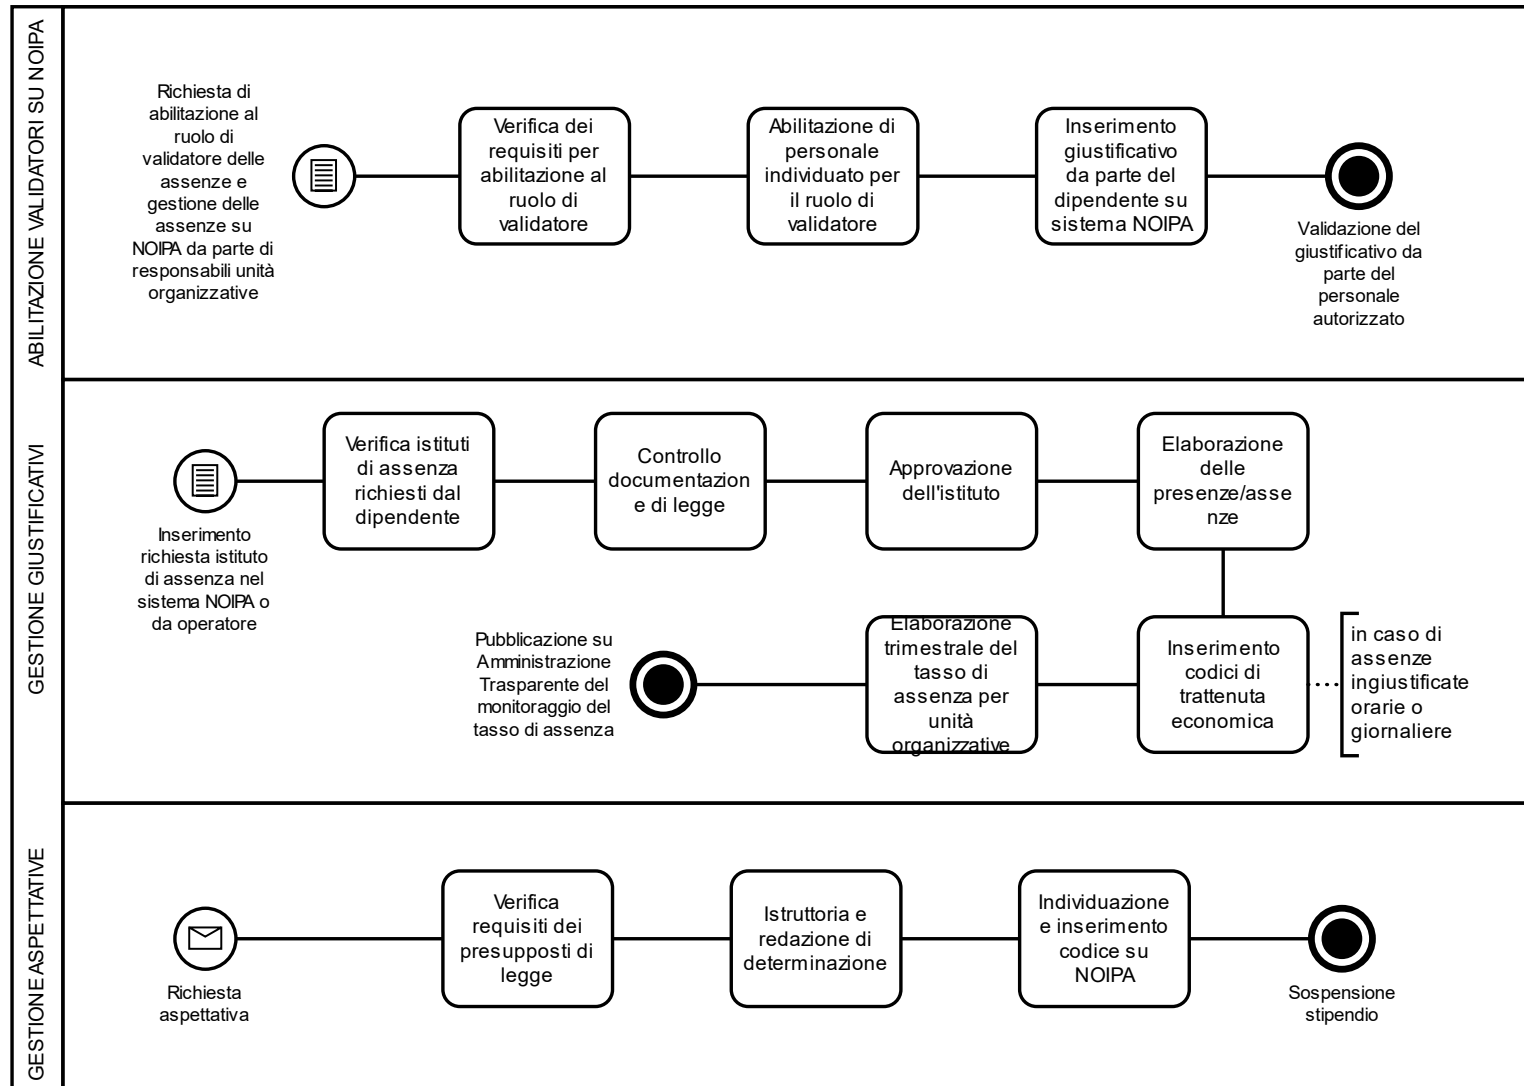 ABILITAZIONE VALIDATORI SU NOIPA
Richiesta di
abilitazione al
ruolo di
validatore delle
assenze e
gestione delle
assenze su
NOIPA da parte di
responsabili unità
organizzative
Verifica dei
requisiti per
abilitazione al
ruolo di
validatore
Abilitazione di
personale
individuato per
il ruolo di
validatore
Inserimento
giustificativo
da parte del
dipendente su
sistema NOIPA
Validazione del
giustificativo da
parte del
personale
autorizzato
GESTIONE GIUSTIFICATIVI
Inserimento
richiesta istituto
di assenza nel
sistema NOIPA o
da operatore
Verifica istituti
di assenza
richiesti dal
dipendente
Controllo
documentazion
e di legge
Approvazione
dell'istituto
Elaborazione
delle
presenze/asse
nze
Inserimento
codici di
trattenuta
economica
in caso di
assenze
ingiustificate
orarie o
giornaliere
Elaborazione
trimestrale del
tasso di
assenza per
unità
organizzative
Pubblicazione su
Amministrazione
Trasparente del
monitoraggio del
tasso di assenza
GESTIONE ASPETTATIVE
Richiesta
aspettativa
Verifica
requisiti dei
presupposti di
legge
Istruttoria e
redazione di
determinazione
Individuazione
e inserimento
codice su
NOIPA
Sospensione
stipendio